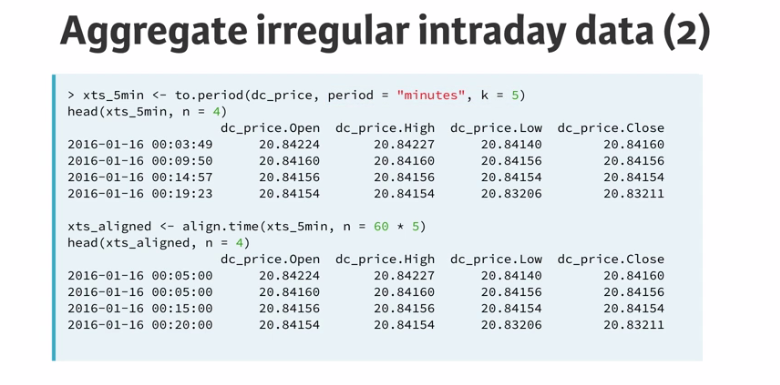 Aggregate irregular intraday data (2)
> xts_5min <- to.period(dc_price, period = "minutes", k = 5)
head(xts_5min, n = 4)
dc_price.Open dc_price.High dc_price.Low dc_price.Close
2016-01-16 00:03:49 20.84224 20.84227 20.84140 20.84160
2016-01-16 00:09:50 20.84160 20.84160 20.84156 20.84156
2016-01-16 00:14:57 20.84156 20.84156 20.84154 20.84154
2016-01-16 00:19:23 20.84154 20.84154 20.83206 20.83211
xts_aligned <- align.time(xts_5min, n = 60 * 5)
head(xts_aligned, n = 4)
dc_price.Open dc_price.High dc_price.Low dc_price.Close
2016-01-16 00:05:00 20.84224 20.84227 20.84140 20.84160
2016-01-16 00:05:00 20.84160 20.84160 20.84156 20.84156
2016-01-16 00:15:00 20.84156 20.84156 20.84154 20.84154
2016-01-16 00:20:00 20.84154 20.84154 20.83206 20.83211